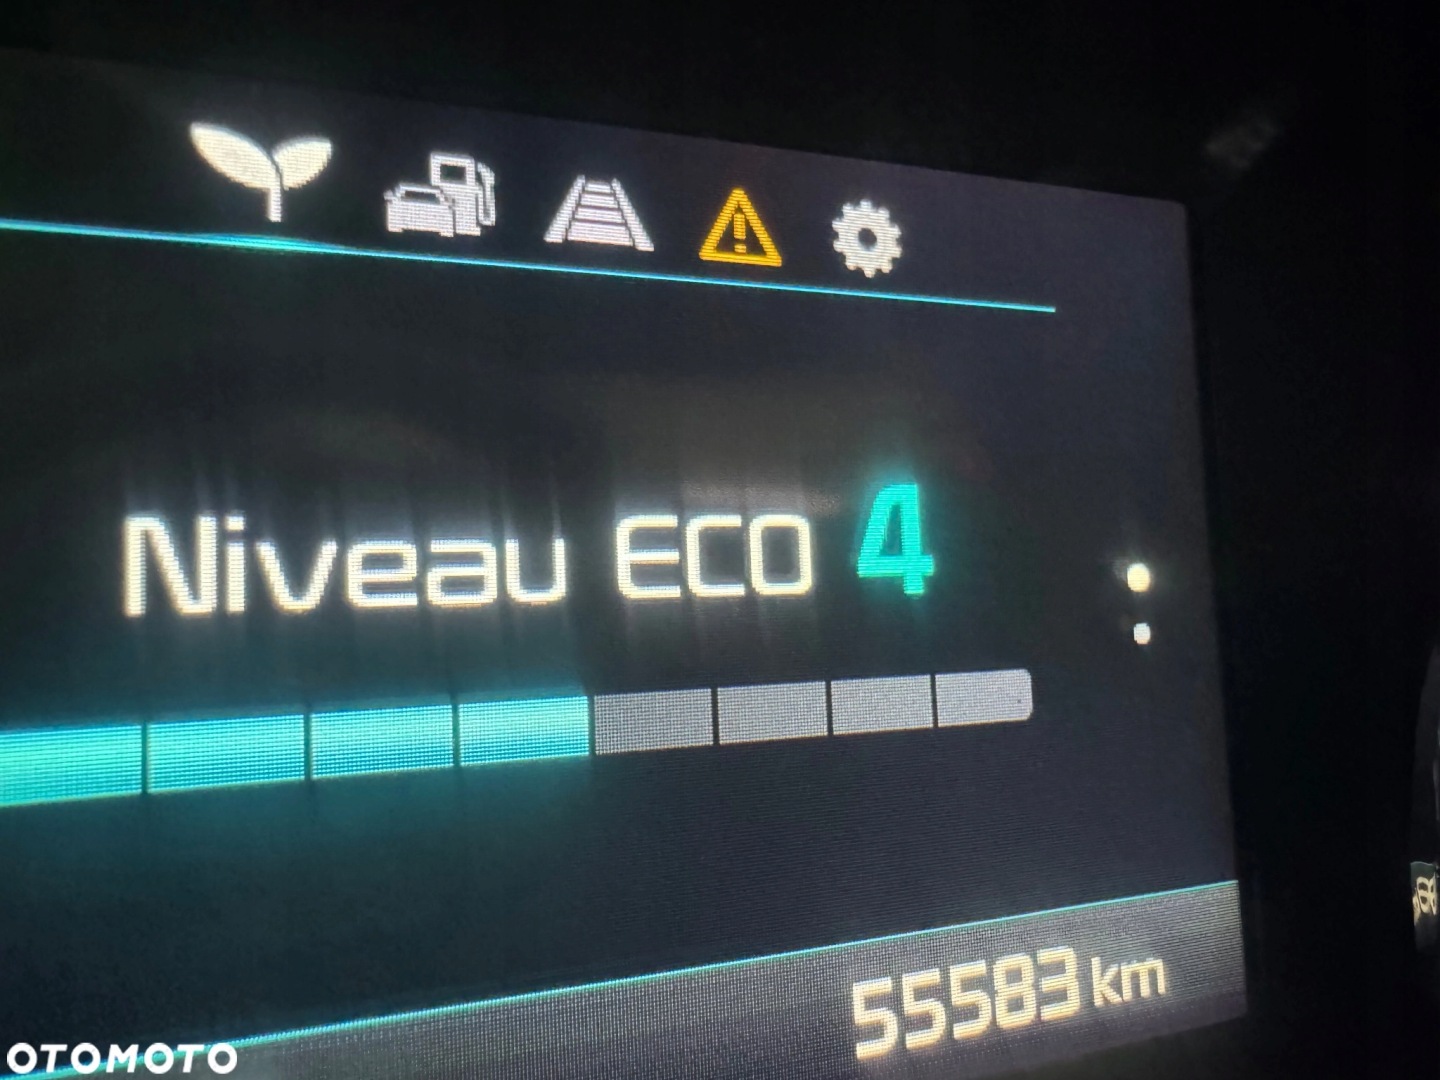 Niveau ECO 4
55583 km
OTOMOTO